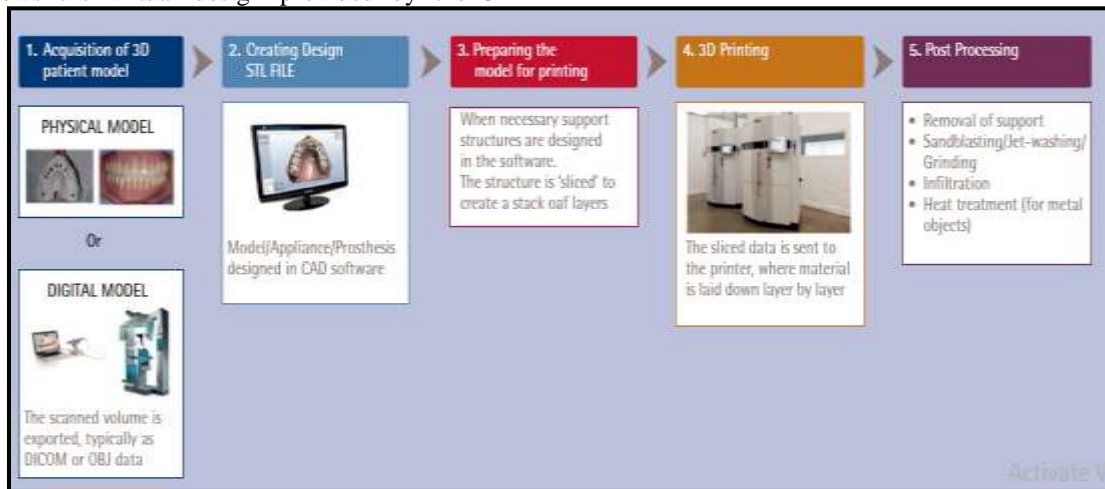 the virtual design provided by the
1. Acquisition of 3D
patient model
PHYSICAL MODEL
Or
DIGITAL MODEL
The scanned volume is
exported, typically as
DICOM or OBJ data
2. Creating Design
STL FILE
Model/Appliance/Prosthesis
designed in CAD software
3. Preparing the
model for printing
When necessary support
structures are designed
in the software.
The structure is 'sliced' to
create a stack oaf layers
4. 3D Printing
The sliced data is sent to
the printer, where material
is laid down layer by layer
5. Post Processing
• Removal of support
• Sandblasting/Jet-washing/
Grinding
• Infiltration
• Heat treatment (for metal
objects)
Activate